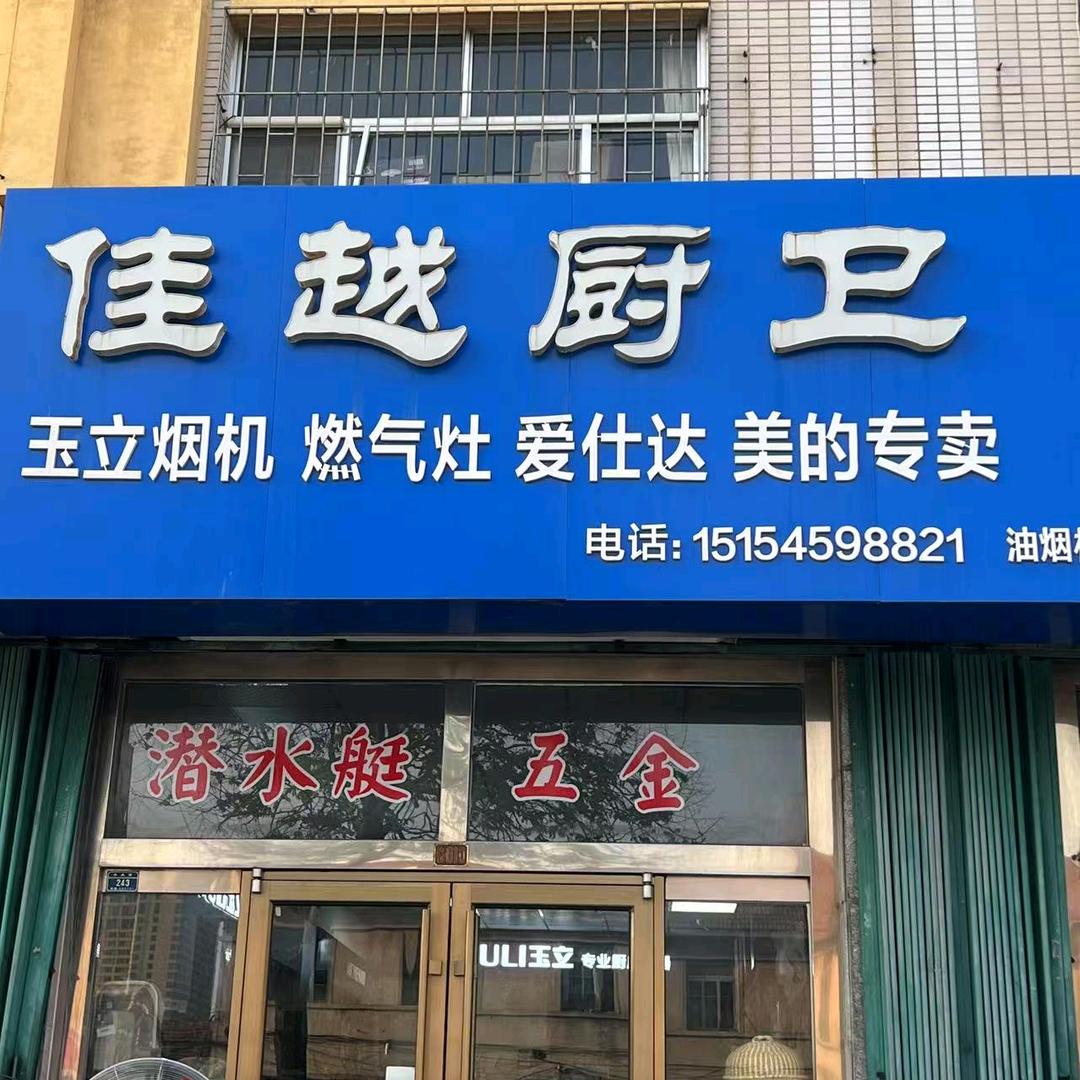 佳越厨卫
玉立烟机 燃气灶 爱仕达 美的专卖
电话:15154598821 油烟
潜水艇 五金
243
ULI玉立 专业厨